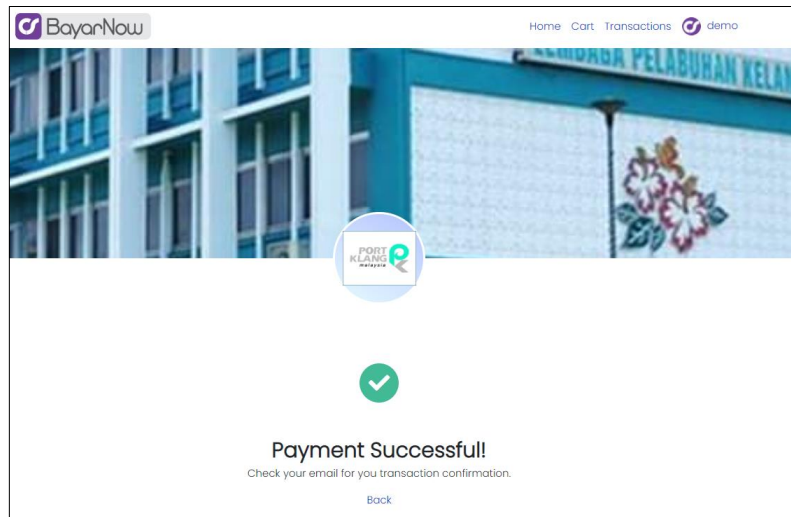 BayarNow
Home Cart Transactions demo
LEMBAGA PELABUHAN KELAN
PORT
KLANG
malaysia
Payment Successful!
Check your email for you transaction confirmation.
Back